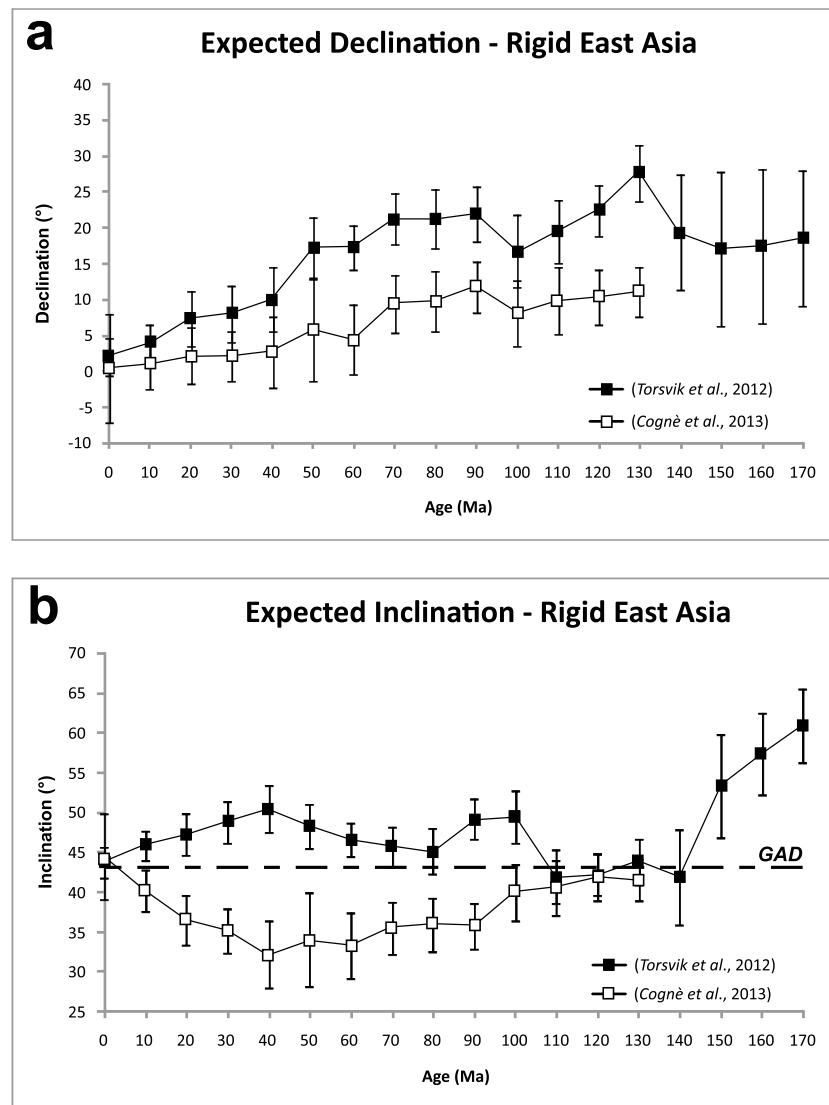 a
Expected Declination - Rigid East Asia
40
35
30
25
20
15
10
5
0
-5
-10
Declination (°)
(Torsvik et al., 2012)
(Cognè et al., 2013)
0 10 20 30 40 50 60 70 80 90 100 110 120 130 140 150 160 170
Age (Ma)
b
Expected Inclination - Rigid East Asia
70
65
60
55
50
45
40
35
30
25
Inclination (°)
GAD
(Torsvik et al., 2012)
(Cognè et al., 2013)
0 10 20 30 40 50 60 70 80 90 100 110 120 130 140 150 160 170
Age (Ma)